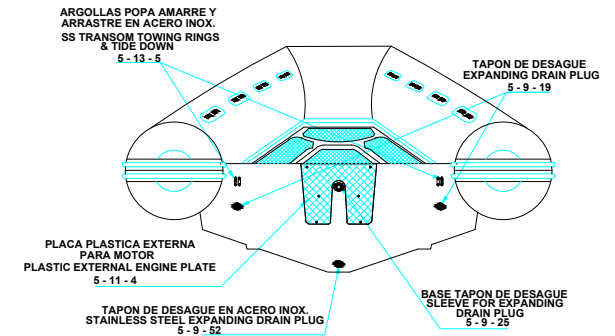 ARGOLLAS POPA AMARRE Y
ARRASTRE EN ACERO INOX.
SS TRANSOM TOWING RINGS
& TIDE DOWN
5 - 13 - 5
TAPON DE DESAGUE
EXPANDING DRAIN PLUG
5 - 9 - 19
PLACA PLASTICA EXTERNA
PARA MOTOR
PLASTIC EXTERNAL ENGINE PLATE
5 - 11 - 4
TAPON DE DESAGUE EN ACERO INOX.
STAINLESS STEEL EXPANDING DRAIN PLUG
5 - 9 - 52
BASE TAPON DE DESAGUE
SLEEVE FOR EXPANDING
DRAIN PLUG
5 - 9 - 25